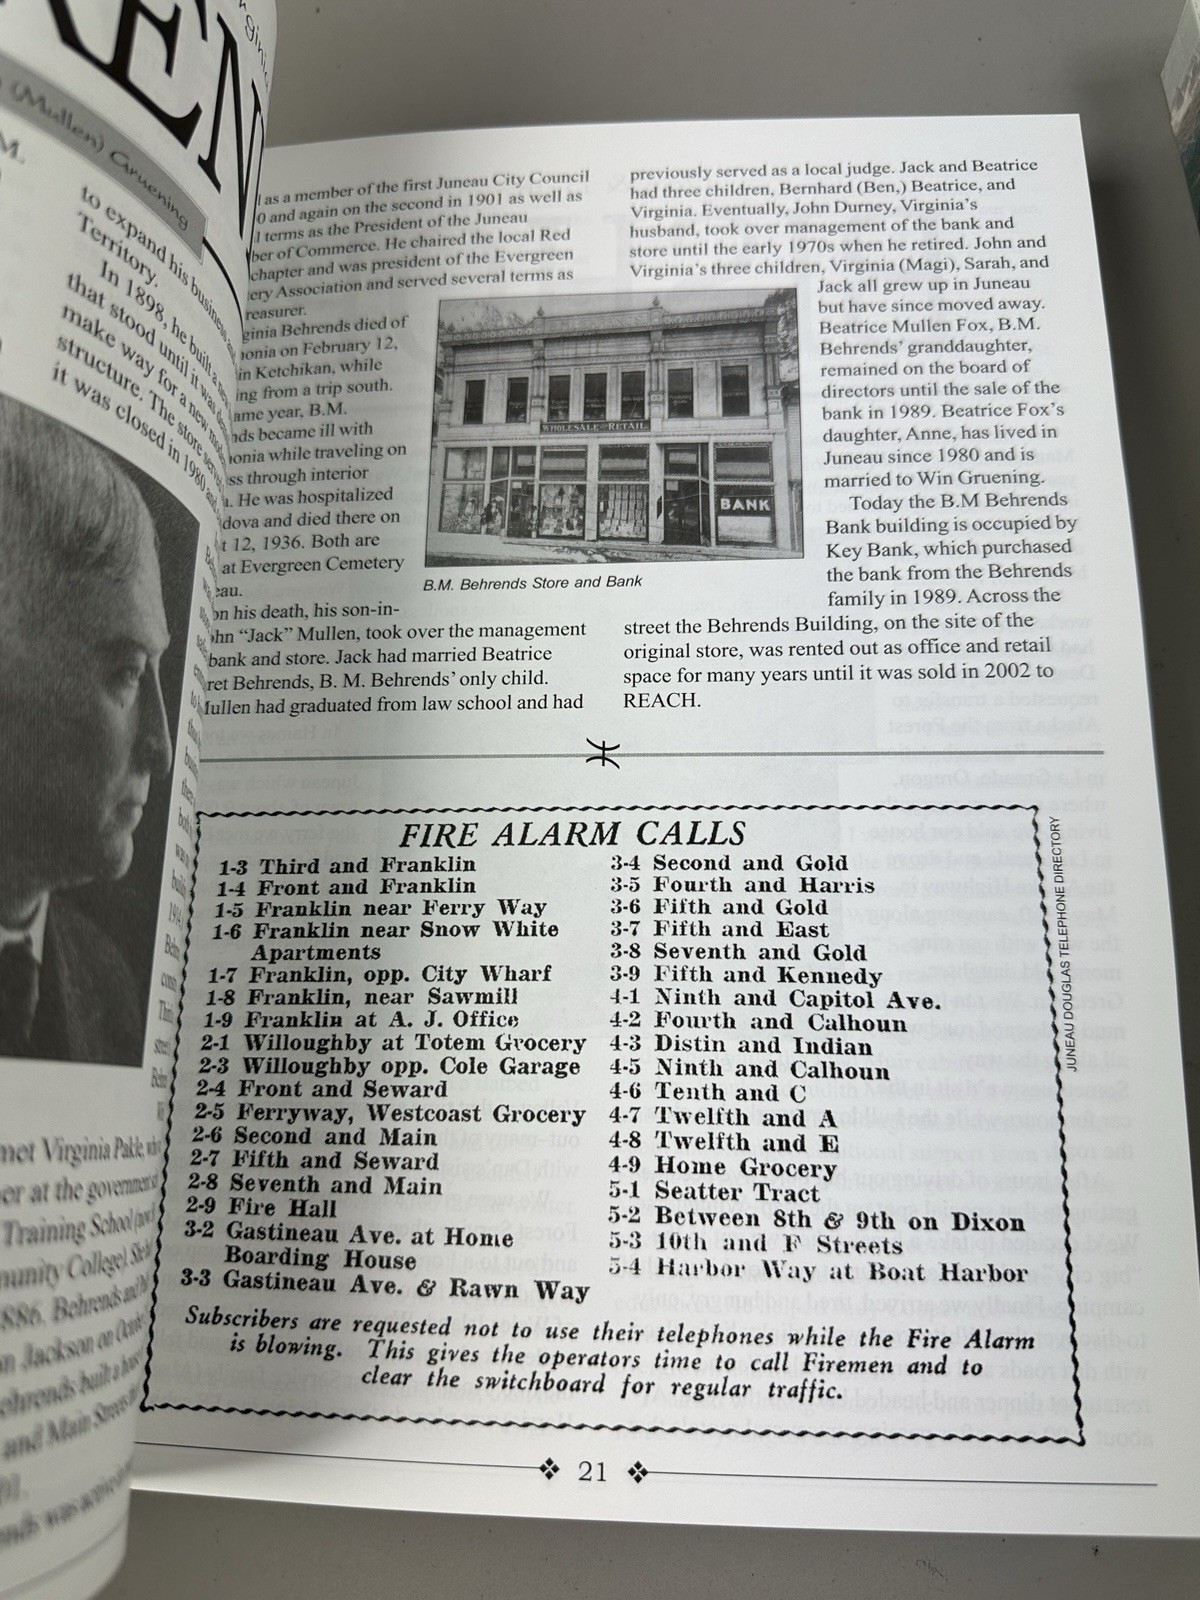 (Mullen) Gruening
to expand his business and
Territory.
In 1898, he built a new
that stood until it was
make way for a new
structure. The store
it was closed in 1980
met Virginia Pakle,
at the government
Training School
College). She
1886. Behrends and
Jackson on
Behrends built a
and Main Streets
as a member of the first Juneau City Council
0 and again on the second in 1901 as well as
terms as the President of the Juneau
ber of Commerce. He chaired the local Red
chapter and was president of the Evergreen
ery Association and served several terms as
reasurer.
ginia Behrends died of
onia on February 12,
in Ketchikan, while
ing from a trip south.
ame year, B.M.
nds became ill with
onia while traveling on
ss through interior
. He was hospitalized
dova and died there on
t 12, 1936. Both are
at Evergreen Cemetery
eau.
on his death, his son-in-
ohn "Jack" Mullen, took over the management
bank and store. Jack had married Beatrice
ret Behrends, B. M. Behrends' only child.
Mullen had graduated from law school and had
WHOLESALE AND RETAIL
BANK
B.M. Behrends Store and Bank
previously served as a local judge. Jack and Beatrice
had three children, Bernhard (Ben,) Beatrice, and
Virginia. Eventually, John Durney, Virginia's
husband, took over management of the bank and
store until the early 1970s when he retired. John and
Virginia's three children, Virginia (Magi), Sarah, and
Jack all grew up in Juneau
but have since moved away.
Beatrice Mullen Fox, B.M.
Behrends' granddaughter,
remained on the board of
directors until the sale of the
bank in 1989. Beatrice Fox's
daughter, Anne, has lived in
Juneau since 1980 and is
married to Win Gruening.
Today the B.M Behrends
Bank building is occupied by
Key Bank, which purchased
the bank from the Behrends
family in 1989. Across the
street the Behrends Building, on the site of the
original store, was rented out as office and retail
space for many years until it was sold in 2002 to
REACH.
FIRE ALARM CALLS
1-3 Third and Franklin
1-4 Front and Franklin
1-5 Franklin near Ferry Way
1-6 Franklin near Snow White
Apartments
1-7 Franklin, opp. City Wharf
1-8 Franklin, near Sawmill
1-9 Franklin at A. J. Office
2-1 Willoughby at Totem Grocery
2-3 Willoughby opp. Cole Garage
2-4 Front and Seward
2-5 Ferryway, Westcoast Grocery
2-6 Second and Main
2-7 Fifth and Seward
2-8 Seventh and Main
2-9 Fire Hall
3-2 Gastineau Ave. at Home
Boarding House
3-3 Gastineau Ave. & Rawn Way
3-4 Second and Gold
3-5 Fourth and Harris
3-6 Fifth and Gold
3-7 Fifth and East
3-8 Seventh and Gold
3-9 Fifth and Kennedy
4-1 Ninth and Capitol Ave.
4-2 Fourth and Calhoun
4-3 Distin and Indian
4-5 Ninth and Calhoun
4-6 Tenth and C
4-7 Twelfth and A
4-8 Twelfth and E
4-9 Home Grocery
5-1 Seatter Tract
5-2 Between 8th & 9th on Dixon
5-3 10th and F Streets
5-4 Harbor Way at Boat Harbor
Subscribers are requested not to use their telephones while the Fire Alarm
is blowing. This gives the operators time to call Firemen and to
clear the switchboard for regular traffic.
JUNEAU DOUGLAS TELEPHONE DIRECTORY
21